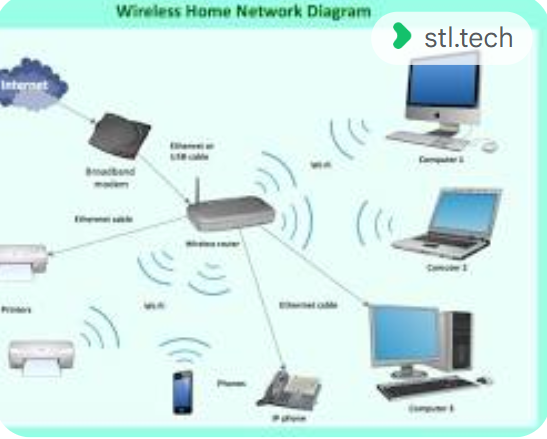 Wireless Home Network Diagram
stl.tech
Internet
Ethernet or
USB cable
Wi-Fi
Computer 1
Broadband
modem
Ethernet cable
Wireless router
Computer 2
Printers
Wi-Fi
Ethernet cable
Phones
IP phone
Computer 3